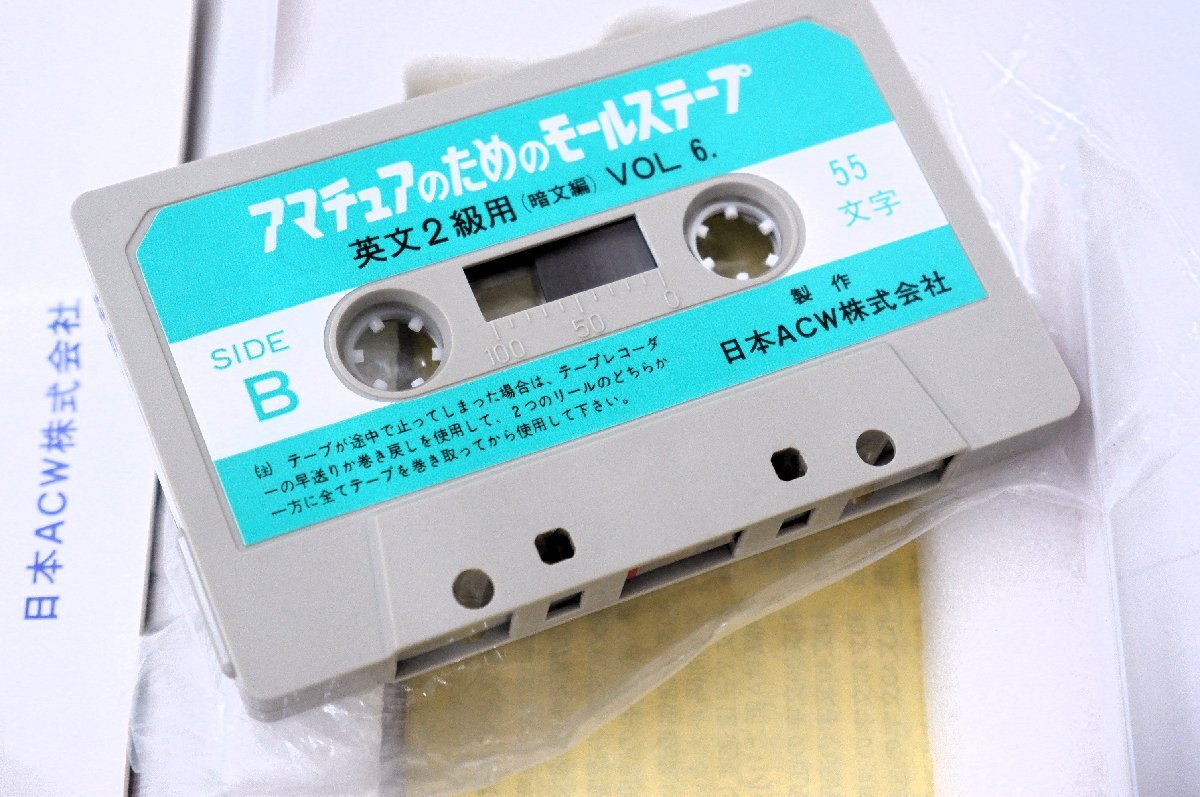 アマチュアのためのモールステープ
英文2級用(暗文編) VOL. 6.
55
文字
SIDE
B
100 50 0
製作
日本ACW株式会社
(注) テープが途中で止ってしまった場合は、テープレコーダ
ーの早送りか巻き戻しを使用して、2つのリールのどちらか
一方に全てテープを巻き取ってから使用して下さい。
日本ACW株式会社